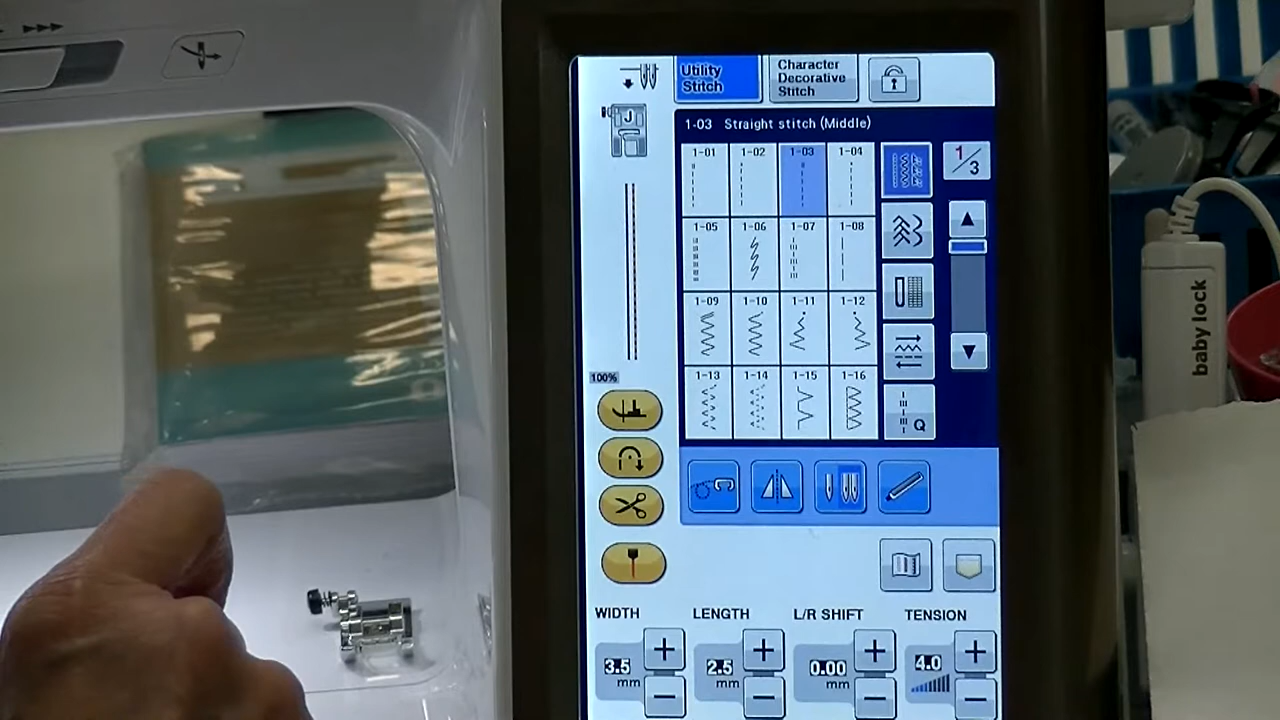 Utility
Stitch
Character
Decorative
Stitch
J
1-03 Straight stitch (Middle)
1-01 1-02 1-03 1-04
1/3
1-05 1-06 1-07 1-08
1-09 1-10 1-11 1-12
1-13 1-14 1-15 1-16
100%
Q
WIDTH LENGTH L/R SHIFT TENSION
3.5 mm 2.5 mm 0.00 mm 4.0
baby lock